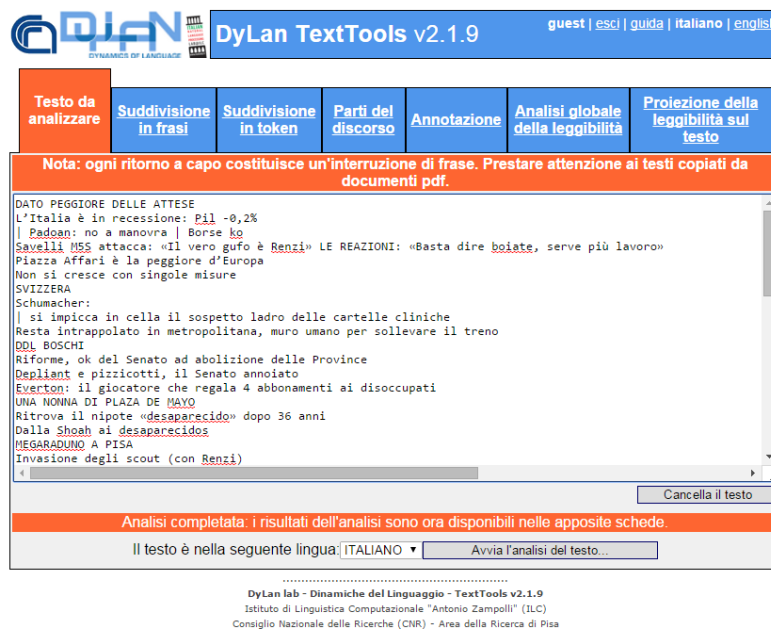 DyLaN
DYNAMICS OF LANGUAGE
DyLan TextTools v2.1.9
guest | esci | guida | italiano | english
Testo da analizzare
Suddivisione in frasi
Suddivisione in token
Parti del discorso
Annotazione
Analisi globale della leggibilità
Proiezione della leggibilità sul testo
Nota: ogni ritorno a capo costituisce un'interruzione di frase. Prestare attenzione ai testi copiati da
documenti pdf.
DATO PEGGIORE DELLE ATTESE
L’Italia è in recessione: Pil -0,2%
| Padoan: no a manovra | Borse ko
Savelli M5S attacca: «Il vero gufo è Renzi» LE REAZIONI: «Basta dire boiate, serve più lavoro»
Piazza Affari è la peggiore d’Europa
Non si cresce con singole misure
SVIZZERA
Schumacher:
| si impicca in cella il sospetto ladro delle cartelle cliniche
Resta intrappolato in metropolitana, muro umano per sollevare il treno
DDL BOSCHI
Riforme, ok del Senato ad abolizione delle Province
Depliant e pizzicotti, il Senato annoiato
Everton: il giocatore che regala 4 abbonamenti ai disoccupati
UNA NONNA DI PLAZA DE MAYO
Ritrova il nipote «desaparecido» dopo 36 anni
Dalla Shoah ai desaparecidos
MEGARADUNO A PISA
Invasione degli scout (con Renzi)
Cancella il testo
Analisi completata: i risultati dell'analisi sono ora disponibili nelle apposite schede.
Il testo è nella seguente lingua: ITALIANO Avvia l'analisi del testo...
DyLan lab - Dinamiche del Linguaggio - TextTools v2.1.9
Istituto di Linguistica Computazionale "Antonio Zampolli" (ILC)
Consiglio Nazionale delle Ricerche (CNR) - Area della Ricerca di Pisa